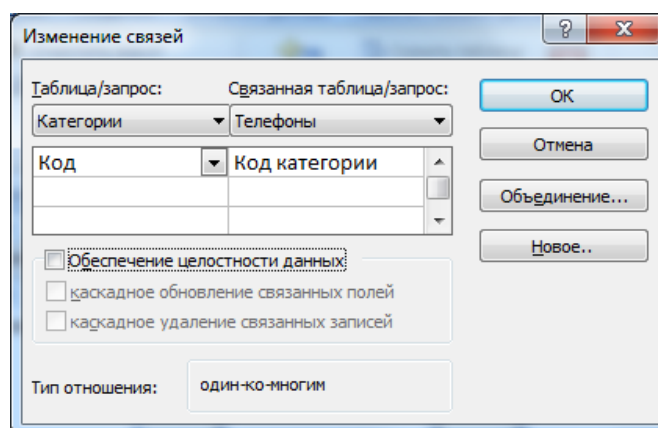 Изменение связей
?
X
Таблица/запрос:
Связанная таблица/запрос:
Категории
Телефоны
Код
Код категории
Обеспечение целостности данных
каскадное обновление связанных полей
каскадное удаление связанных записей
Тип отношения:
один-ко-многим
ОК
Отмена
Объединение...
Новое..